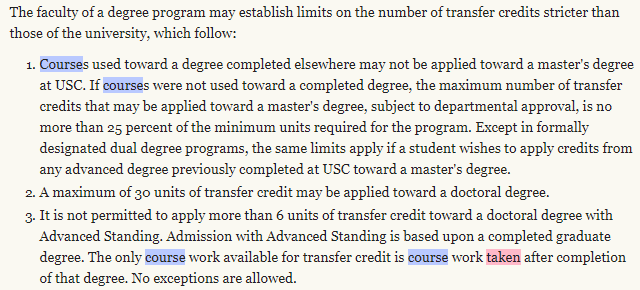 The faculty of a degree program may establish limits on the number of transfer credits stricter than
those of the university, which follow:
1. Courses used toward a degree completed elsewhere may not be applied toward a master's degree
at USC. If courses were not used toward a completed degree, the maximum number of transfer
credits that may be applied toward a master's degree, subject to departmental approval, is no
more than 25 percent of the minimum units required for the program. Except in formally
designated dual degree programs, the same limits apply if a student wishes to apply credits from
any advanced degree previously completed at USC toward a master's degree.
2. A maximum of 30 units of transfer credit may be applied toward a doctoral degree.
3. It is not permitted to apply more than 6 units of transfer credit toward a doctoral degree with
Advanced Standing. Admission with Advanced Standing is based upon a completed graduate
degree. The only course work available for transfer credit is course work taken after completion
of that degree. No exceptions are allowed.